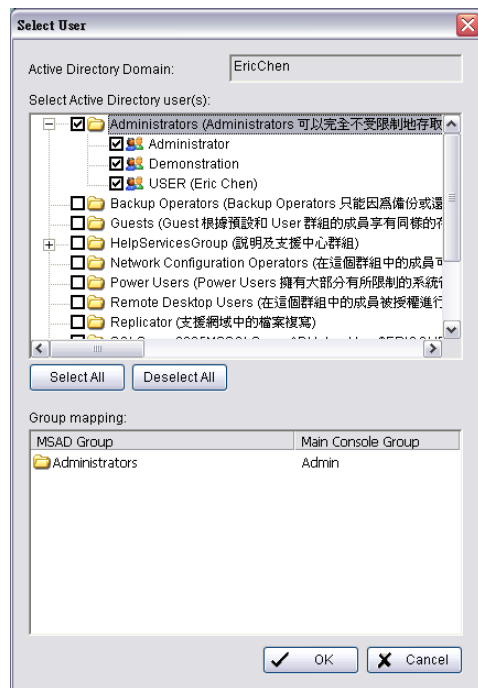 Select User
Active Directory Domain: EricChen
Select Active Directory user(s):
Administrators (Administrators 可以完全不受限制地存取
Administrator
Demonstration
USER (Eric Chen)
Backup Operators (Backup Operators 只能因為備份或還
Guests (Guest 根據預設和 User 群組的成員享有同樣的存
HelpServicesGroup (說明及支援中心群組)
Network Configuration Operators (在這個群組中的成員可
Power Users (Power Users 擁有大部分有所限制的系統管
Remote Desktop Users (在這個群組中的成員被授權進行
Replicator (支援網域中的檔案複寫)
Select All Deselect All
Group mapping:
MSAD Group Main Console Group
Administrators Admin
OK Cancel